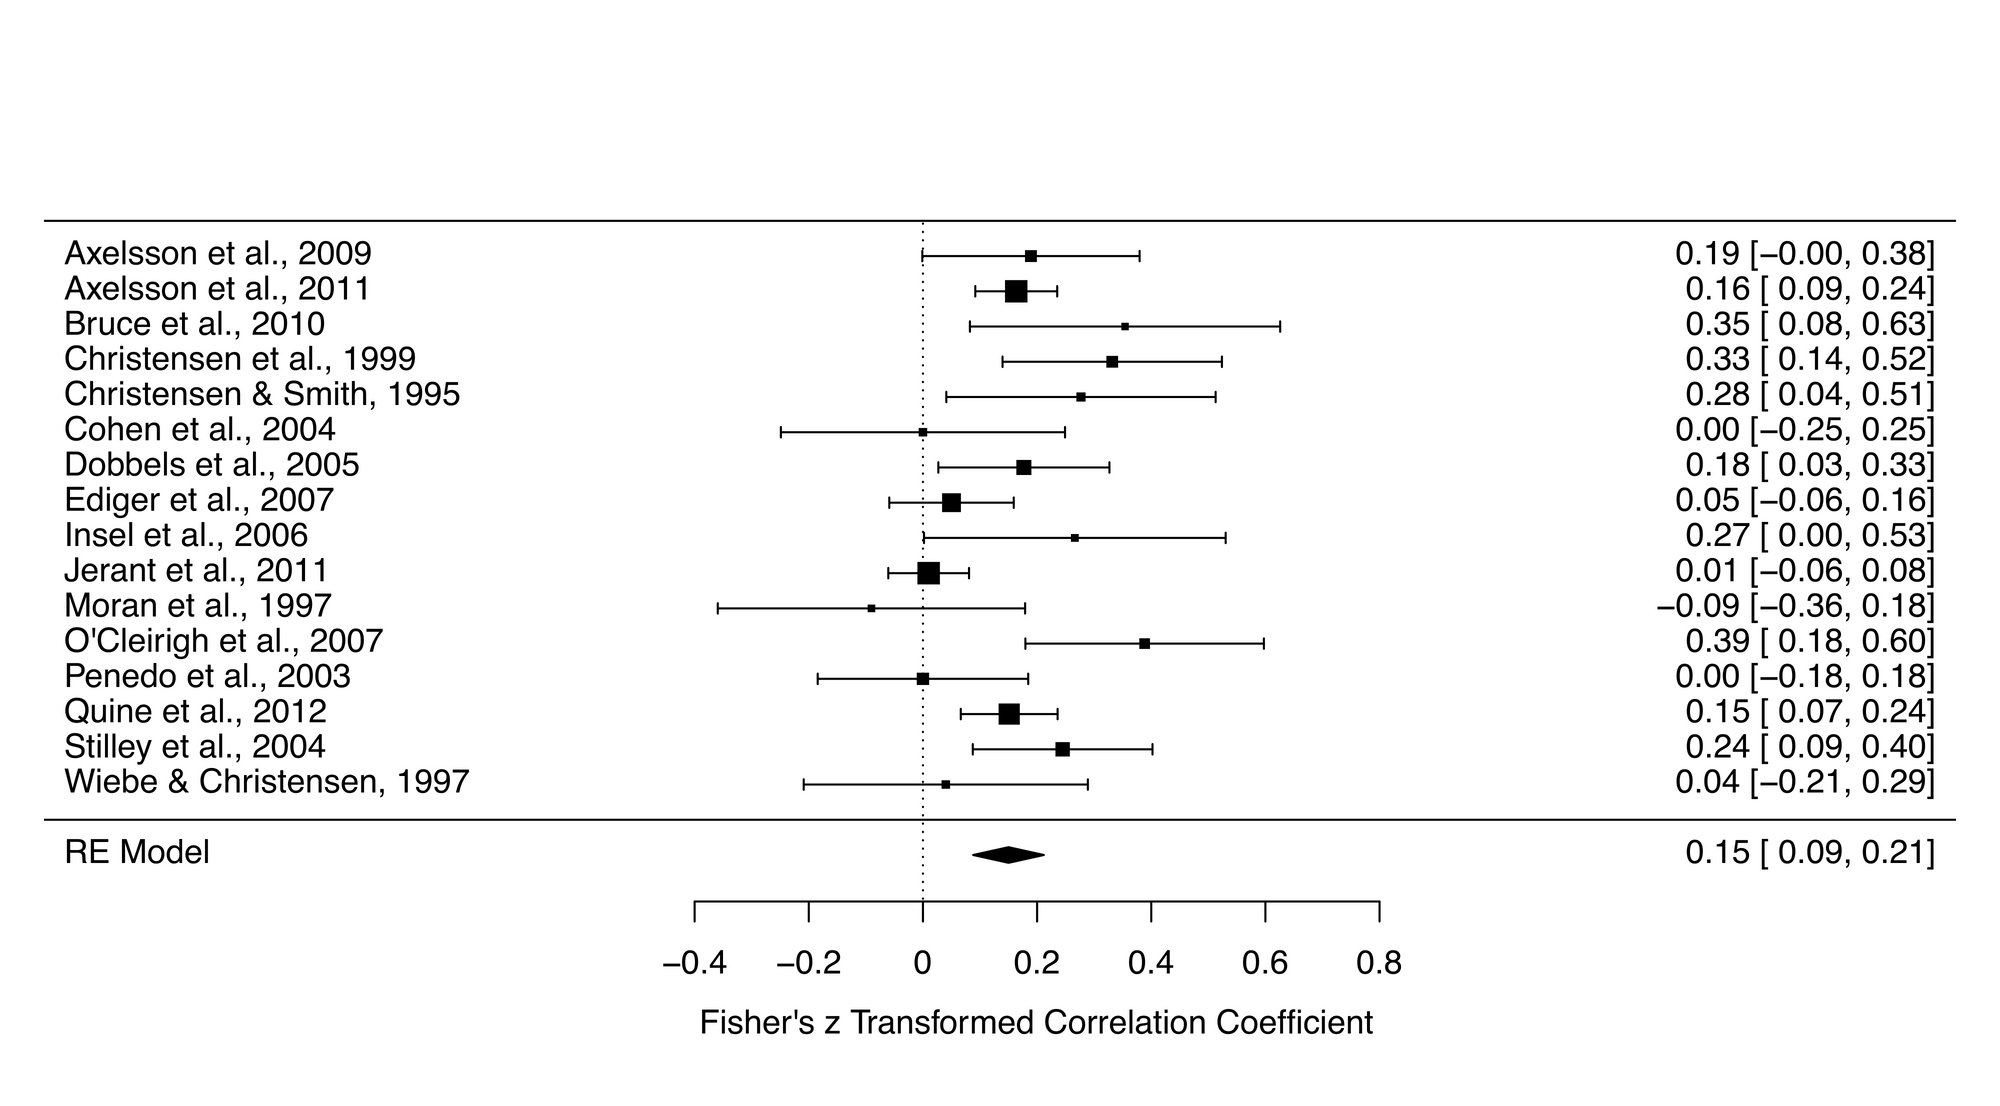 Axelsson et al., 2009 0.19 [−0.00, 0.38]
Axelsson et al., 2011 0.16 [ 0.09, 0.24]
Bruce et al., 2010 0.35 [ 0.08, 0.63]
Christensen et al., 1999 0.33 [ 0.14, 0.52]
Christensen & Smith, 1995 0.28 [ 0.04, 0.51]
Cohen et al., 2004 0.00 [−0.25, 0.25]
Dobbels et al., 2005 0.18 [ 0.03, 0.33]
Ediger et al., 2007 0.05 [−0.06, 0.16]
Insel et al., 2006 0.27 [ 0.00, 0.53]
Jerant et al., 2011 0.01 [−0.06, 0.08]
Moran et al., 1997 −0.09 [−0.36, 0.18]
O'Cleirigh et al., 2007 0.39 [ 0.18, 0.60]
Penedo et al., 2003 0.00 [−0.18, 0.18]
Quine et al., 2012 0.15 [ 0.07, 0.24]
Stilley et al., 2004 0.24 [ 0.09, 0.40]
Wiebe & Christensen, 1997 0.04 [−0.21, 0.29]
RE Model 0.15 [ 0.09, 0.21]
−0.4 −0.2 0 0.2 0.4 0.6 0.8
Fisher's z Transformed Correlation Coefficient